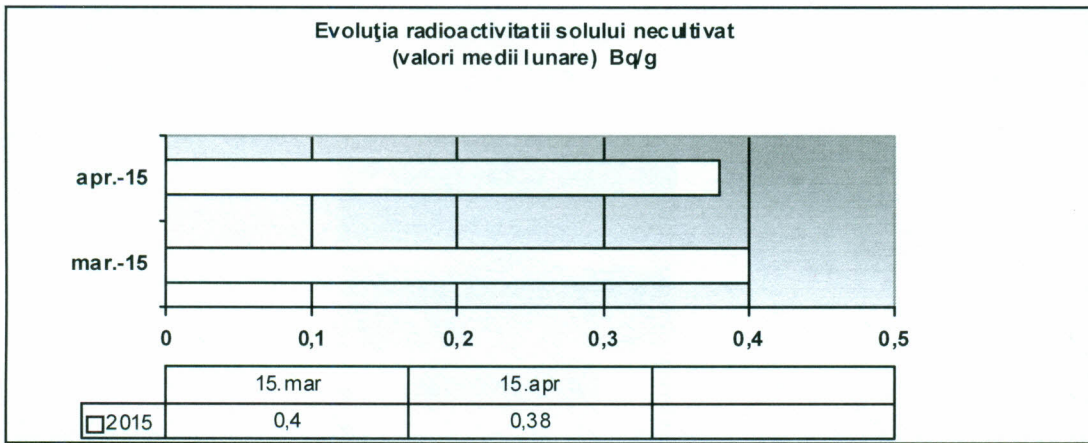 Evoluţia radioactivitatii solului necultivat
(valori medii lunare) Bq/g
apr.-15
mar.-15
0 0,1 0,2 0,3 0,4 0,5
15.mar 15.apr
2015 0,4 0,38